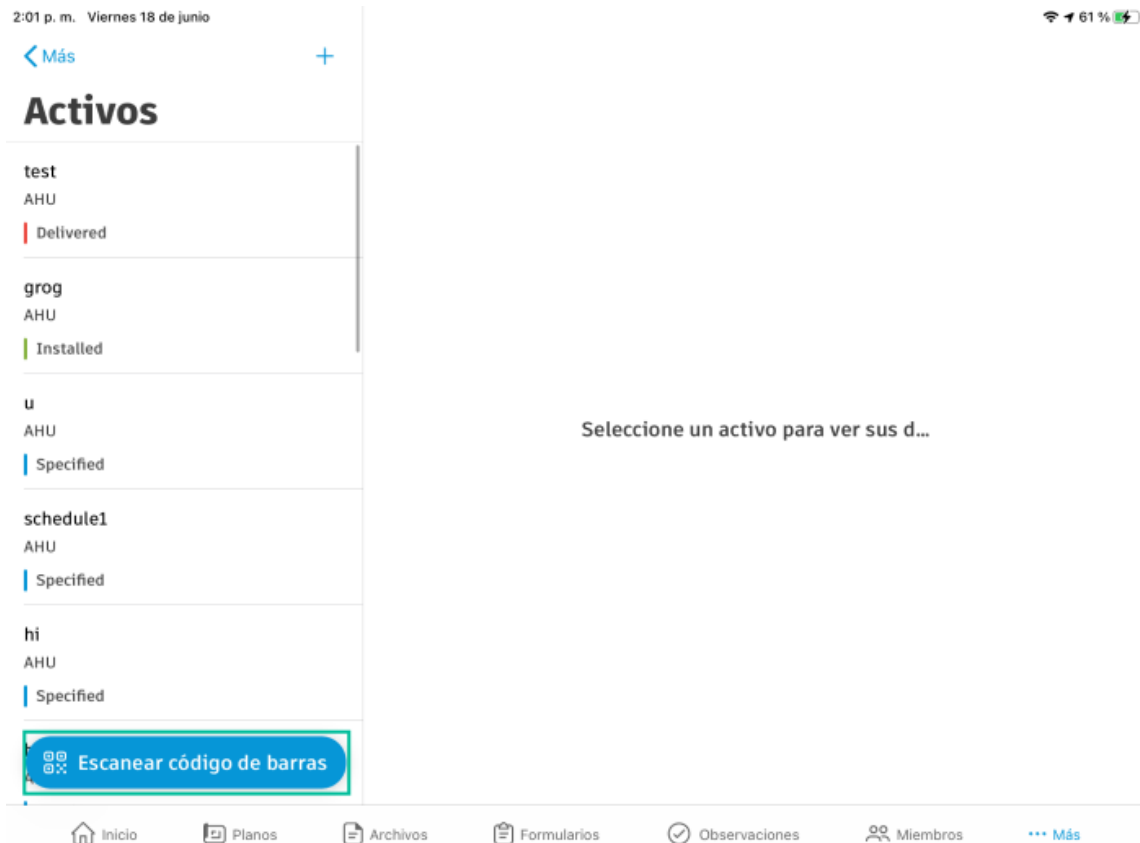 2:01 p. m. Viernes 18 de junio 61 %
Más +
Activos
test
AHU
Delivered
grog
AHU
Installed
u
AHU
Specified
schedule1
AHU
Specified
hi
AHU
Specified
Seleccione un activo para ver sus d...
Escanear código de barras
Inicio Planos Archivos Formularios Observaciones Miembros ••• Más